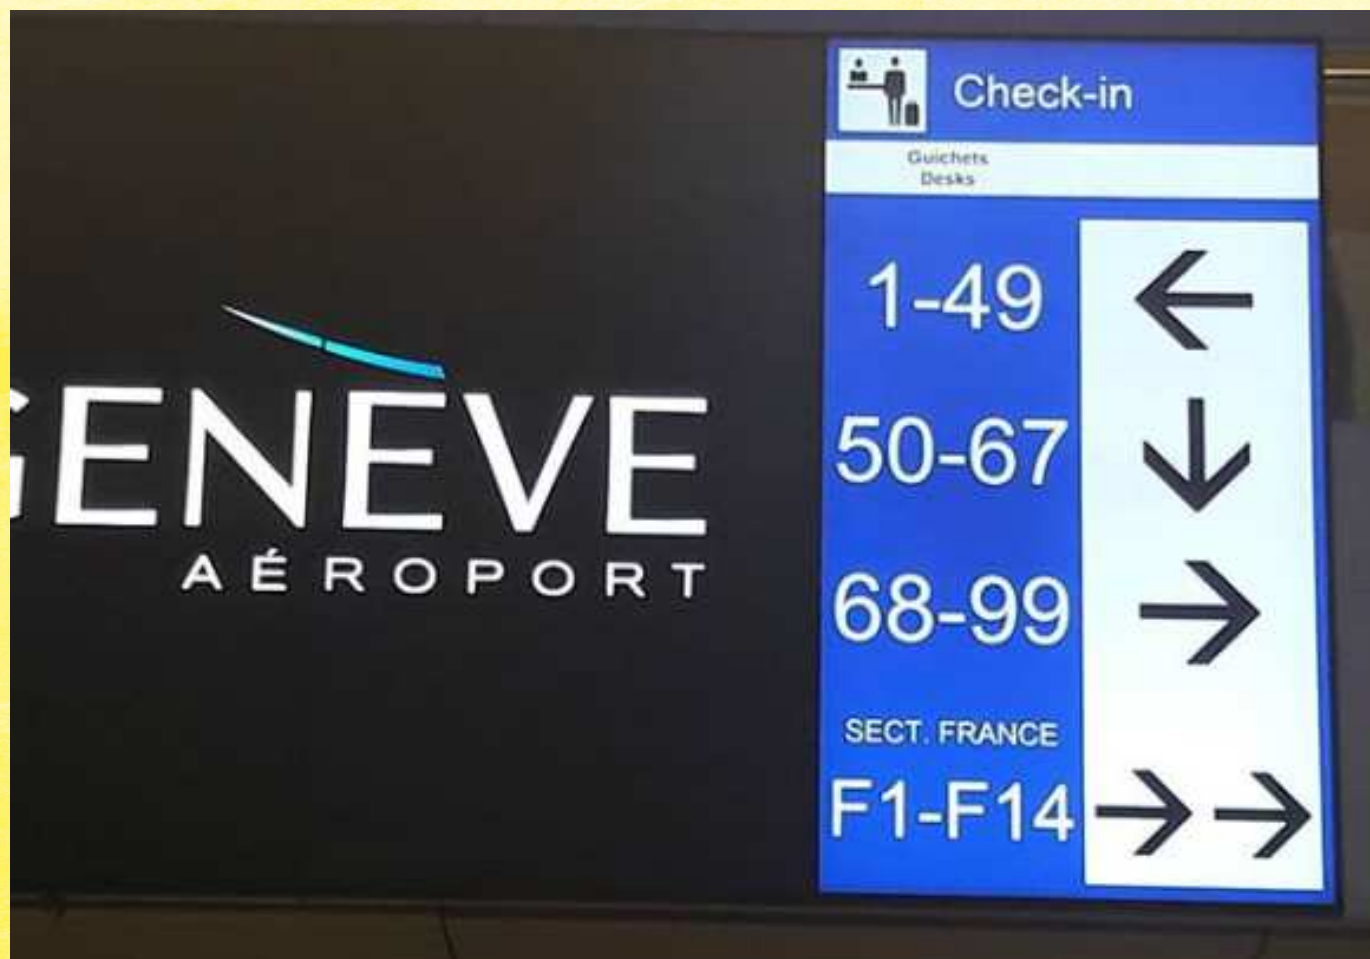 GENÈVE
AÉROPORT
Check-in
Guichets
Desks
1-49 ←
50-67 ↓
68-99 →
SECT. FRANCE
F1-F14 → →